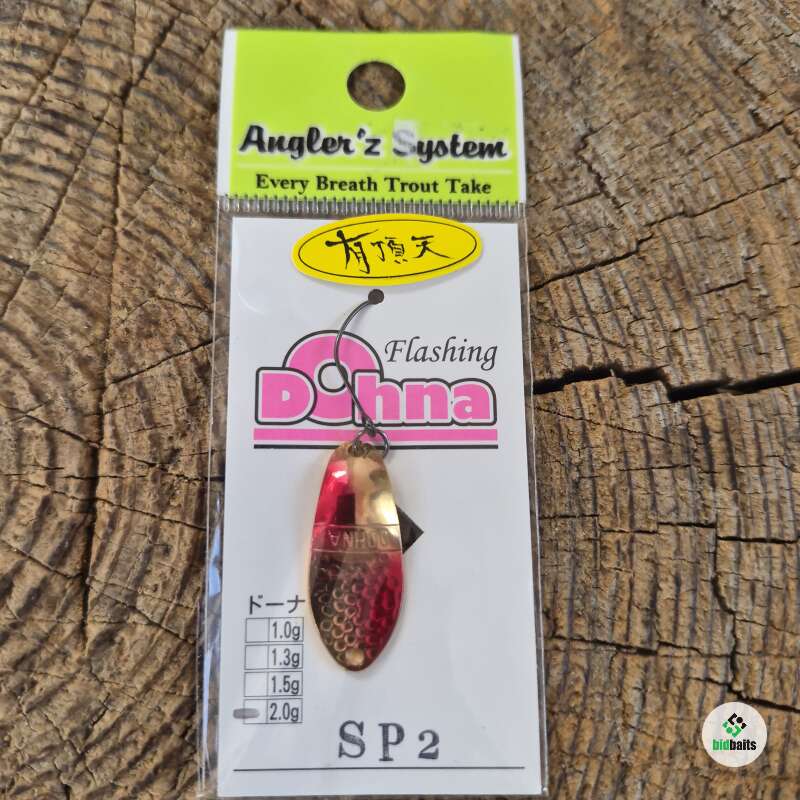 Angler'z System
Every Breath Trout Take
有頂天
Flashing
Dohna
DOHNA
ドーナ
1.0g
1.3g
1.5g
2.0g
SP2
bidbaits